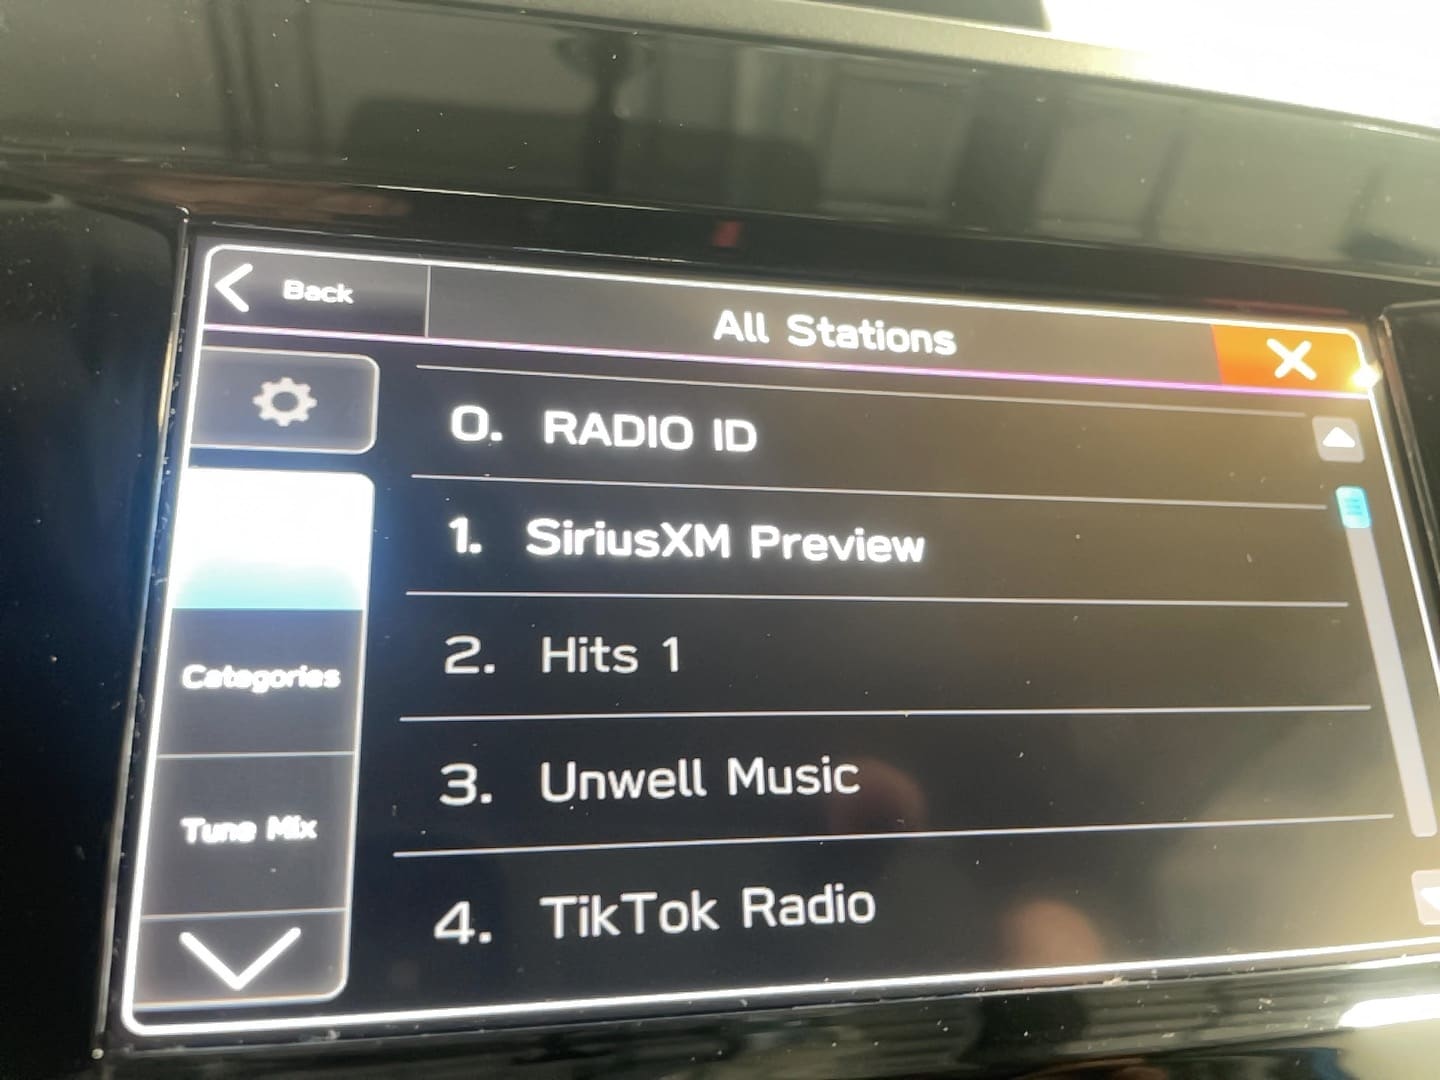 Back
All Stations
0. RADIO ID
1. SiriusXM Preview
2. Hits 1
Categories
3. Unwell Music
Tune Mix
4. TikTok Radio